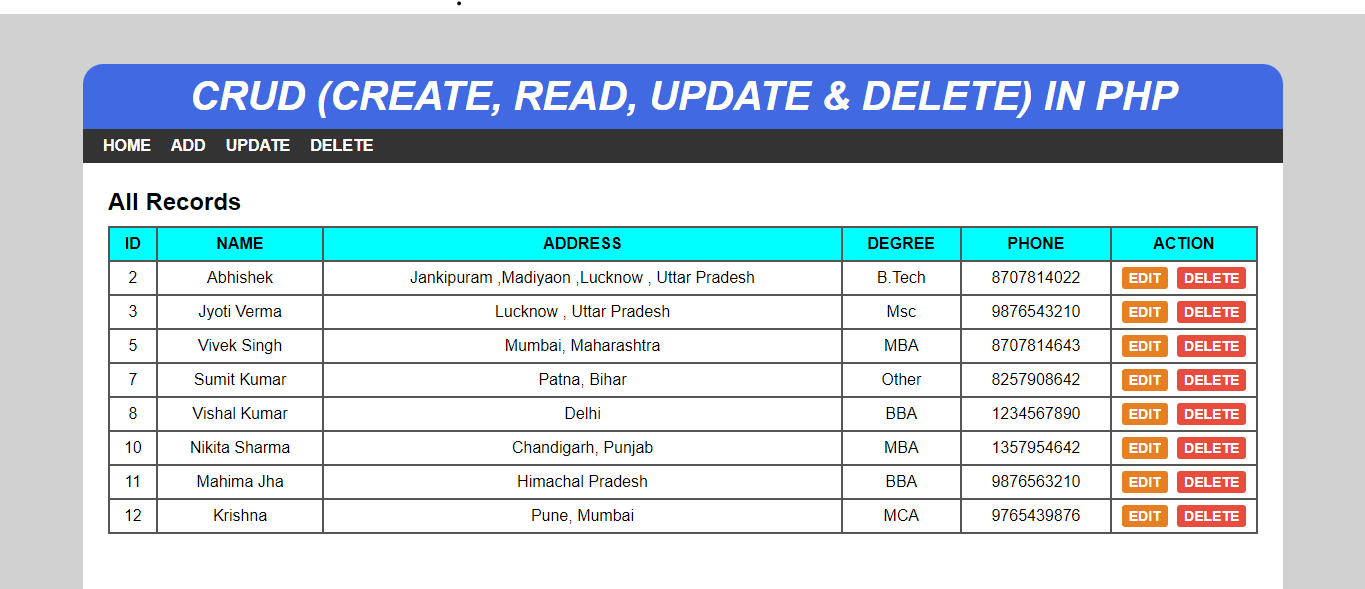 CRUD (CREATE, READ, UPDATE & DELETE) IN PHP
HOME ADD UPDATE DELETE
All Records
ID NAME ADDRESS DEGREE PHONE ACTION
2 Abhishek Jankipuram ,Madiyaon ,Lucknow , Uttar Pradesh B.Tech 8707814022 EDIT DELETE
3 Jyoti Verma Lucknow , Uttar Pradesh Msc 9876543210 EDIT DELETE
5 Vivek Singh Mumbai, Maharashtra MBA 8707814643 EDIT DELETE
7 Sumit Kumar Patna, Bihar Other 8257908642 EDIT DELETE
8 Vishal Kumar Delhi BBA 1234567890 EDIT DELETE
10 Nikita Sharma Chandigarh, Punjab MBA 1357954642 EDIT DELETE
11 Mahima Jha Himachal Pradesh BBA 9876563210 EDIT DELETE
12 Krishna Pune, Mumbai MCA 9765439876 EDIT DELETE